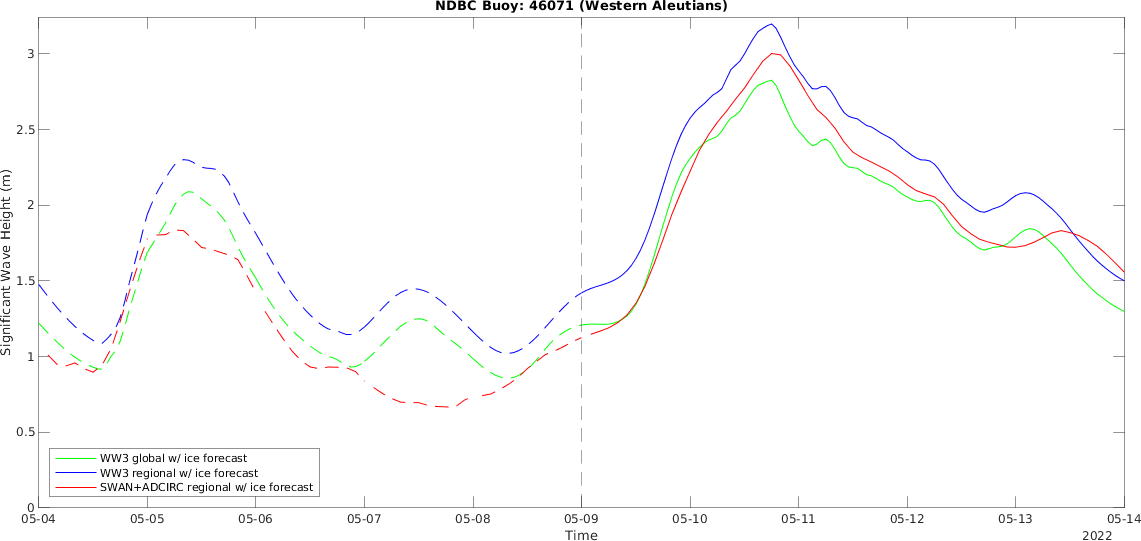 NDBC Buoy: 46071 (Western Aleutians)
3
2.5
2
1.5
1
0.5
0
Significant Wave Height (m)
WW3 global w/ ice forecast
WW3 regional w/ ice forecast
SWAN+ADCIRC regional w/ ice forecast
05-04 05-05 05-06 05-07 05-08 05-09 05-10 05-11 05-12 05-13 05-14
Time
2022